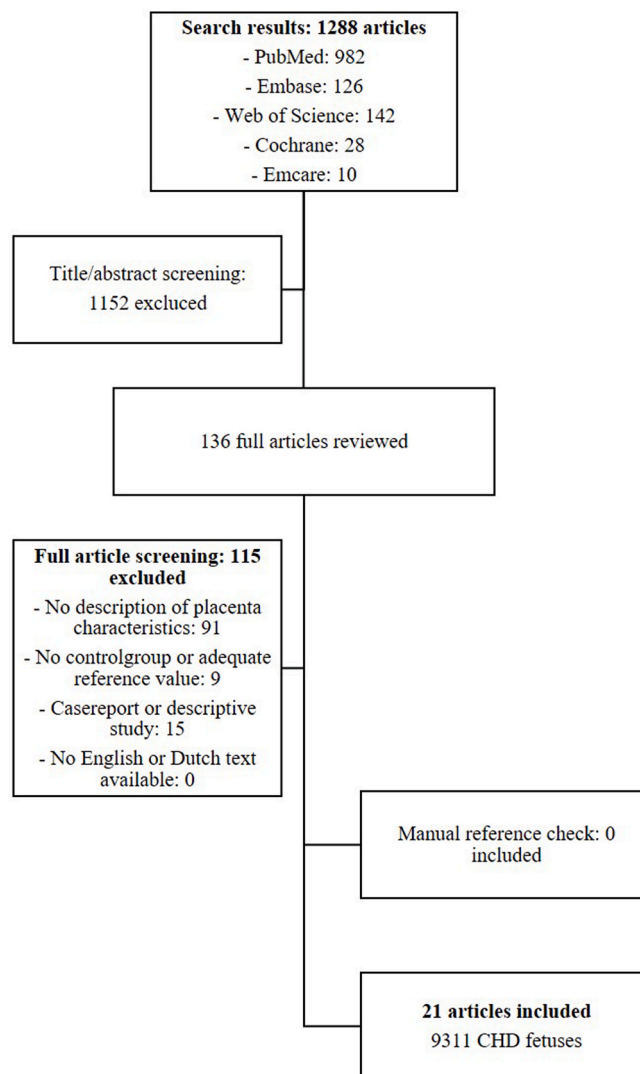 Search results: 1288 articles
- PubMed: 982
- Embase: 126
- Web of Science: 142
- Cochrane: 28
- Emcare: 10
Title/abstract screening:
1152 excluced
136 full articles reviewed
Full article screening: 115
excluded
- No description of placenta
characteristics: 91
- No controlgroup or adequate
reference value: 9
- Casereport or descriptive
study: 15
- No English or Dutch text
available: 0
Manual reference check: 0
included
21 articles included
9311 CHD fetuses